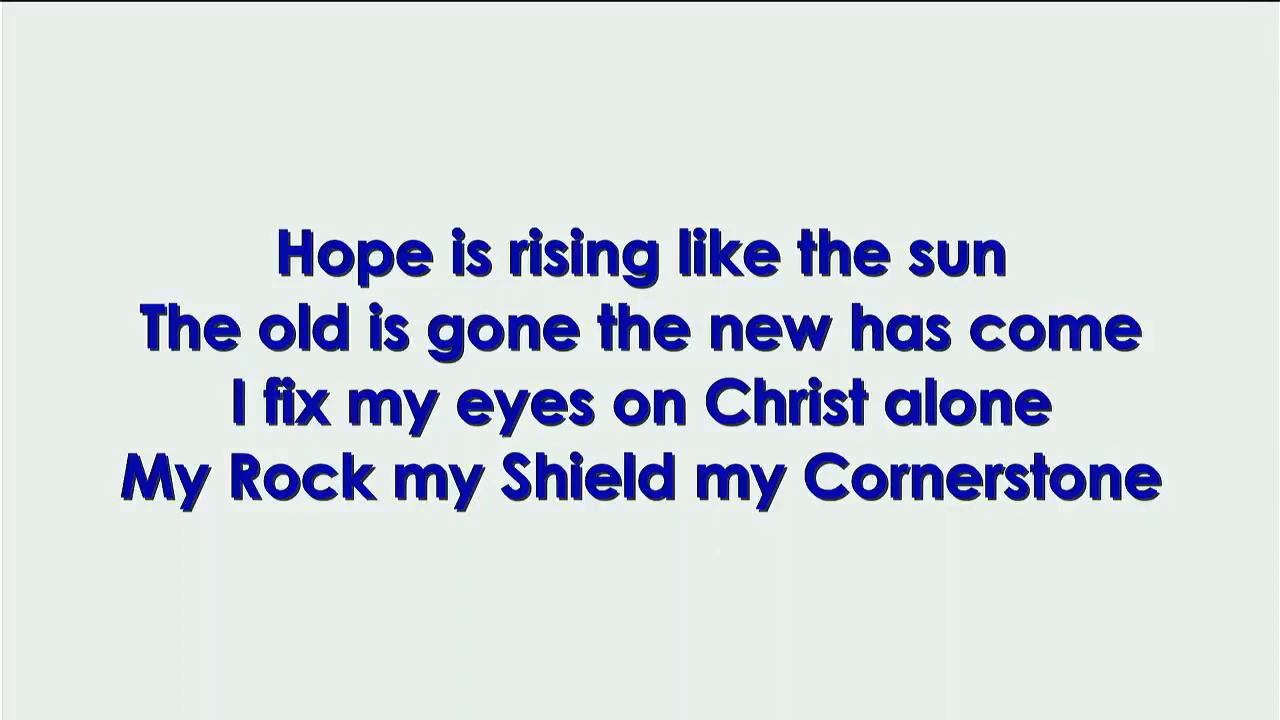 Hope is rising like the sun
The old is gone the new has come
I fix my eyes on Christ alone
My Rock my Shield my Cornerstone